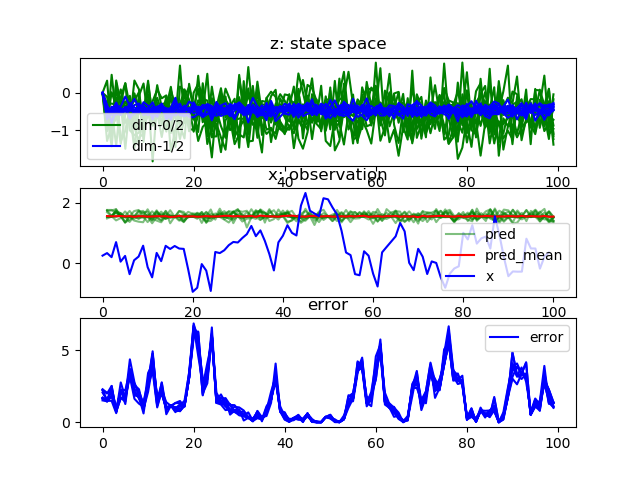 z: state space
0
−1
dim-0/2
dim-1/2
0 20 40 60 80 100
x: observation
2
0
pred
pred_mean
x
0 20 40 60 80 100
error
5
0
error
0 20 40 60 80 100